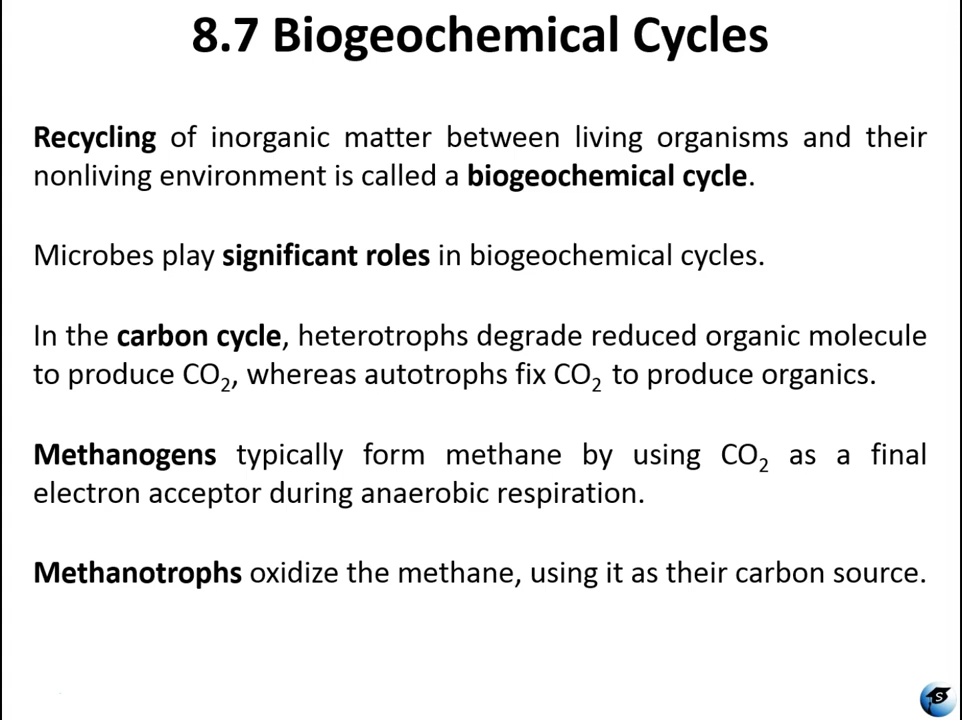 8.7 Biogeochemical Cycles
Recycling of inorganic matter between living organisms and their
nonliving environment is called a biogeochemical cycle.
Microbes play significant roles in biogeochemical cycles.
In the carbon cycle, heterotrophs degrade reduced organic molecule
to produce CO₂, whereas autotrophs fix CO₂ to produce organics.
Methanogens typically form methane by using CO₂ as a final
electron acceptor during anaerobic respiration.
Methanotrophs oxidize the methane, using it as their carbon source.
S